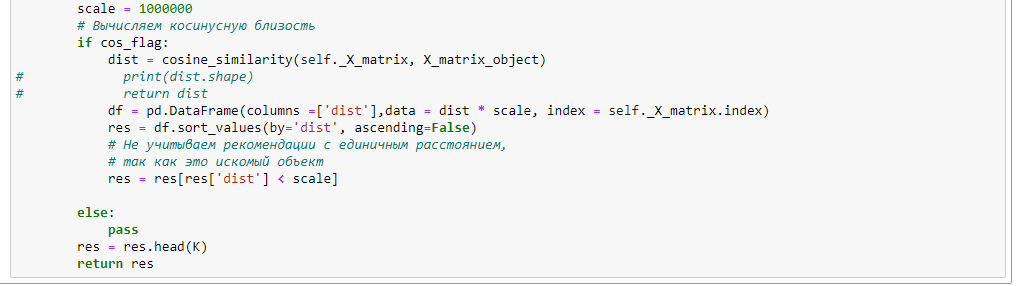 scale = 1000000
# Вычисляем косинусную близость
if cos_flag:
dist = cosine_similarity(self._X_matrix, X_matrix_object)
# print(dist.shape)
# return dist
df = pd.DataFrame(columns =['dist'],data = dist * scale, index = self._X_matrix.index)
res = df.sort_values(by='dist', ascending=False)
# Не учитываем рекомендации с единичным расстоянием,
# так как это искомый объект
res = res[res['dist'] < scale]
else:
pass
res = res.head(K)
return res